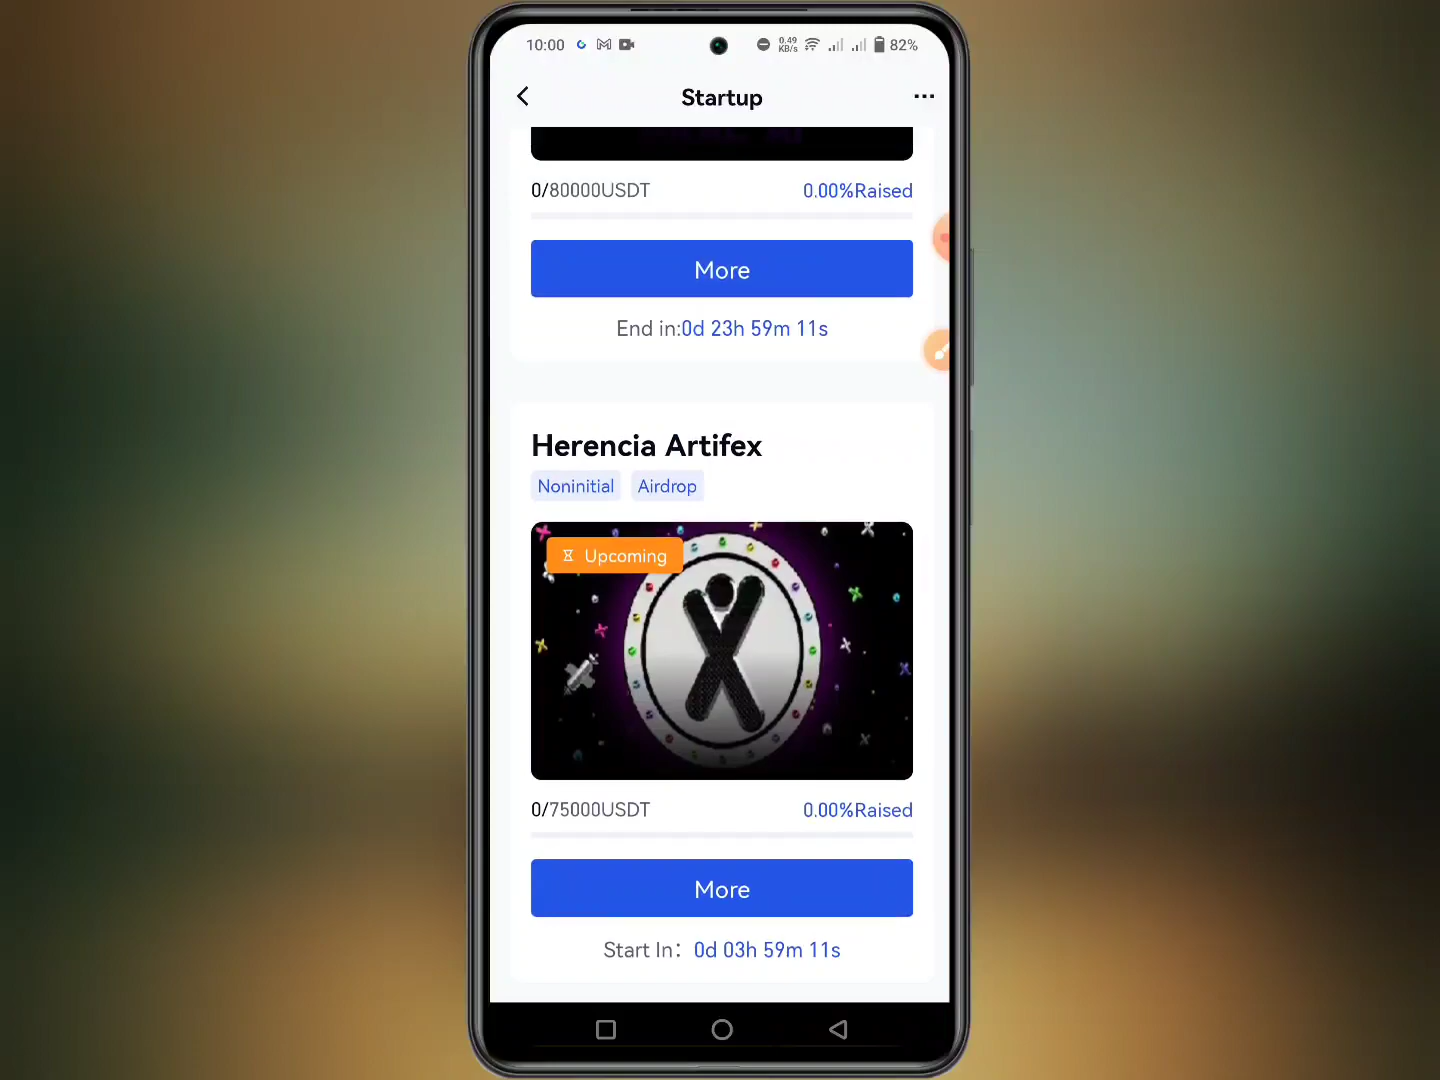 10:00
0.49 KB/s
82%
Startup
0/80000USDT
0.00%Raised
More
End in:0d 23h 59m 11s
Herencia Artifex
Noninitial
Airdrop
Upcoming
0/75000USDT
0.00%Raised
More
Start In: 0d 03h 59m 11s